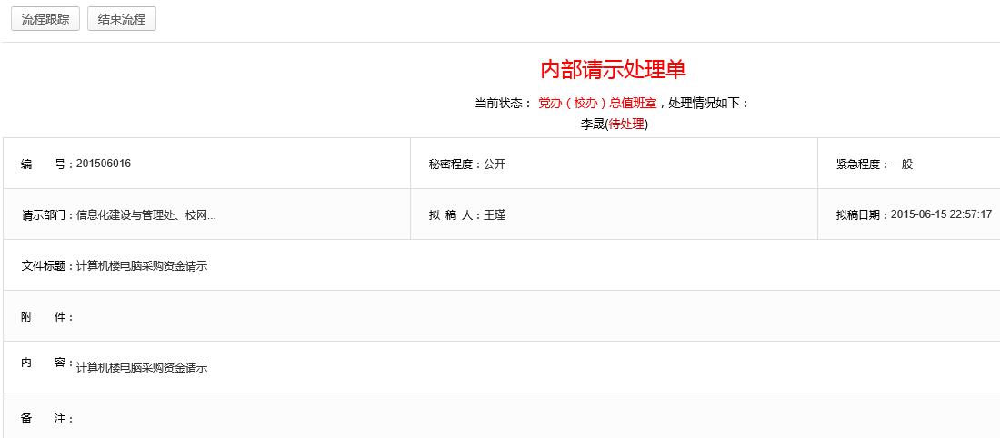 流程跟踪 结束流程
内部请示处理单
当前状态： 党办（校办）总值班室，处理情况如下：
李晟(待处理)
编 号：201506016 秘密程度：公开 紧急程度：一般
请示部门：信息化建设与管理处、校网... 拟 稿 人：王瑾 拟稿日期：2015-06-15 22:57:17
文件标题：计算机楼电脑采购资金请示
附 件：
内 容：计算机楼电脑采购资金请示
备 注：